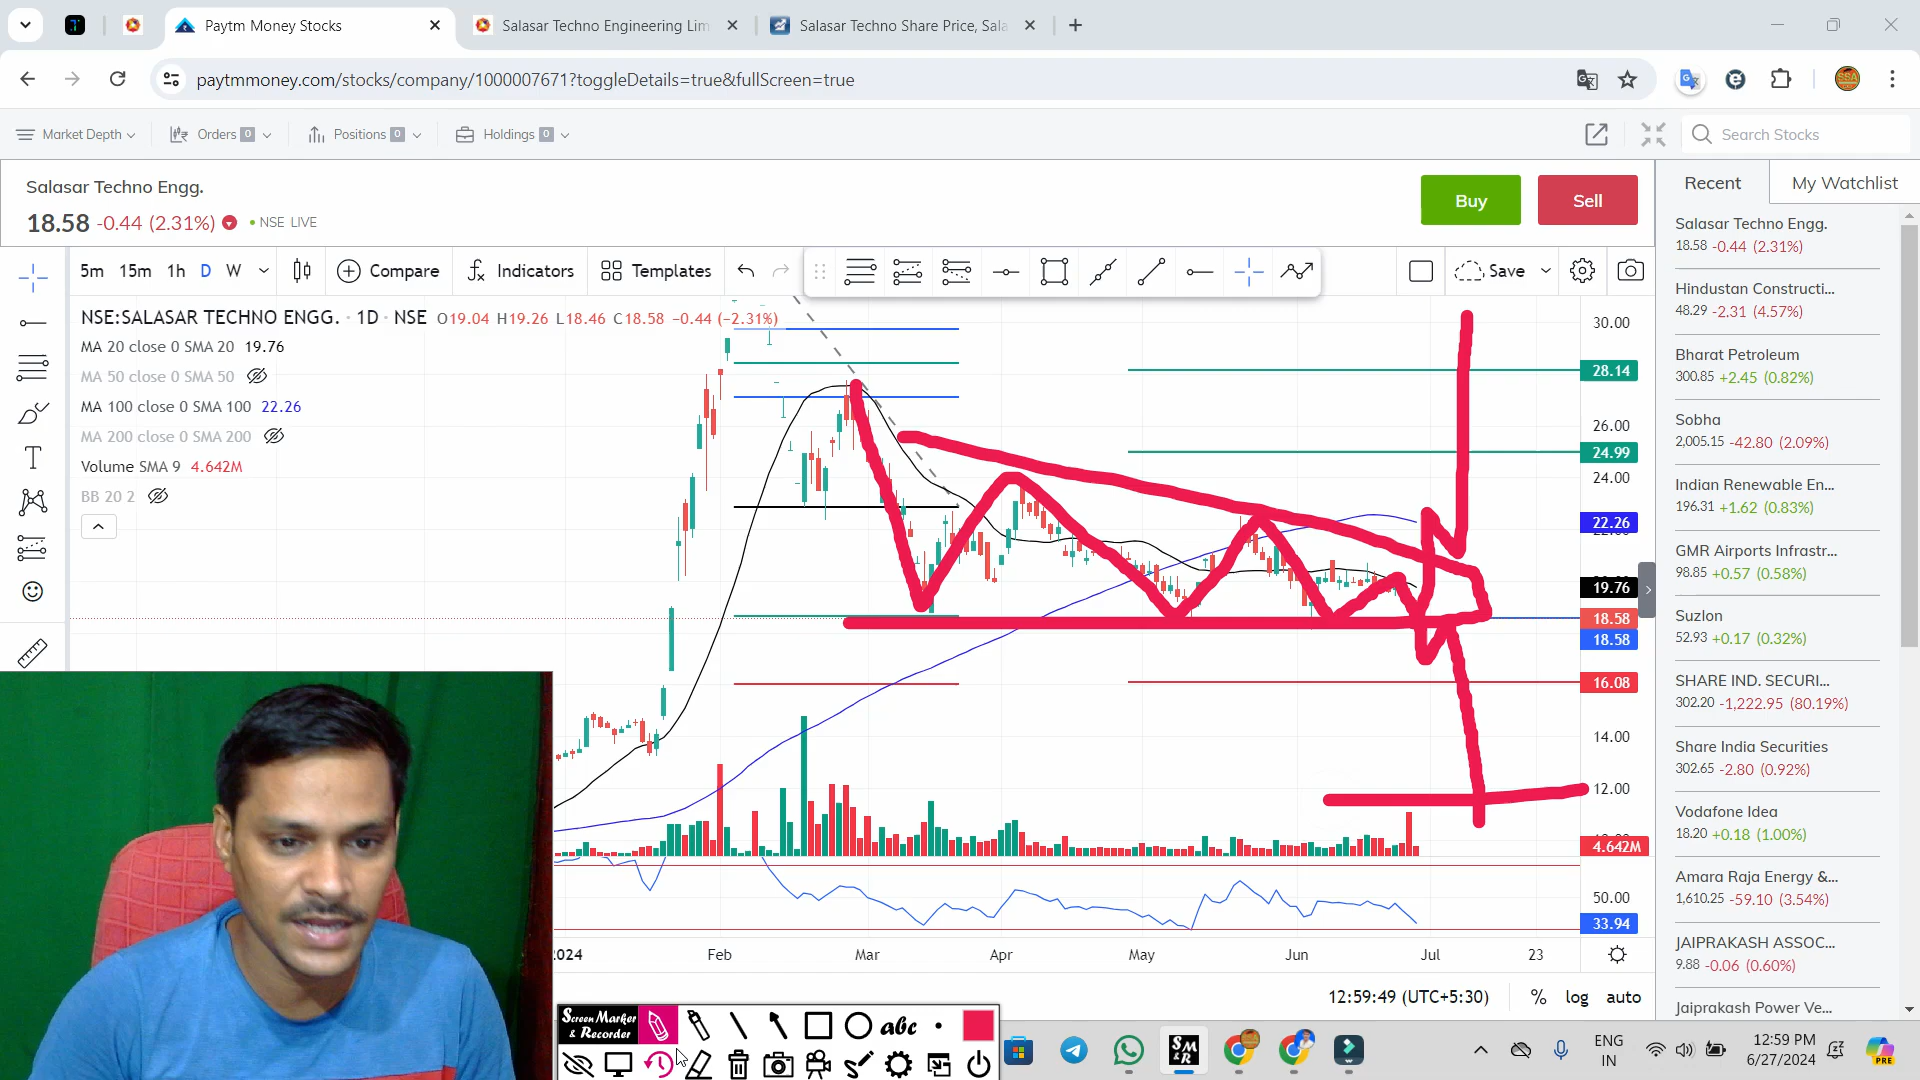 Paytm Money Stocks
Salasar Techno Engineering Lim
Salasar Techno Share Price, Sala
paytmmoney.com/stocks/company/1000007671?toggleDetails=true&fullScreen=true
Market Depth
Orders 0
Positions 0
Holdings 0
Search Stocks
Salasar Techno Engg.
18.58 -0.44 (2.31%) NSE LIVE
Buy
Sell
Recent
My Watchlist
5m 15m 1h D W
Compare
Indicators
Templates
Save
NSE:SALASAR TECHNO ENGG. · 1D · NSE O19.04 H19.26 L18.46 C18.58 −0.44 (−2.31%)
MA 20 close 0 SMA 20 19.76
MA 50 close 0 SMA 50
MA 100 close 0 SMA 100 22.26
MA 200 close 0 SMA 200
Volume SMA 9 4.642M
BB 20 2
30.00
28.14
26.00
24.99
24.00
22.26
19.76
18.58
18.58
16.08
14.00
12.00
4.642M
50.00
33.94
2024 Feb Mar Apr May Jun Jul 23
12:59:49 (UTC+5:30) % log auto
Salasar Techno Engg.
18.58 -0.44 (2.31%)
Hindustan Constructi...
48.29 -2.31 (4.57%)
Bharat Petroleum
300.85 +2.45 (0.82%)
Sobha
2,005.15 -42.80 (2.09%)
Indian Renewable En...
196.31 +1.62 (0.83%)
GMR Airports Infrastr...
98.85 +0.57 (0.58%)
Suzlon
52.93 +0.17 (0.32%)
SHARE IND. SECURI...
302.20 -1,222.95 (80.19%)
Share India Securities
302.65 -2.80 (0.92%)
Vodafone Idea
18.20 +0.18 (1.00%)
Amara Raja Energy &...
1,610.25 -59.10 (3.54%)
JAIPRAKASH ASSOC...
9.88 -0.06 (0.60%)
Jaiprakash Power Ve...
Screen Marker
& Recorder
abc
SM
&R
ENG
IN
12:59 PM
6/27/2024
PRE